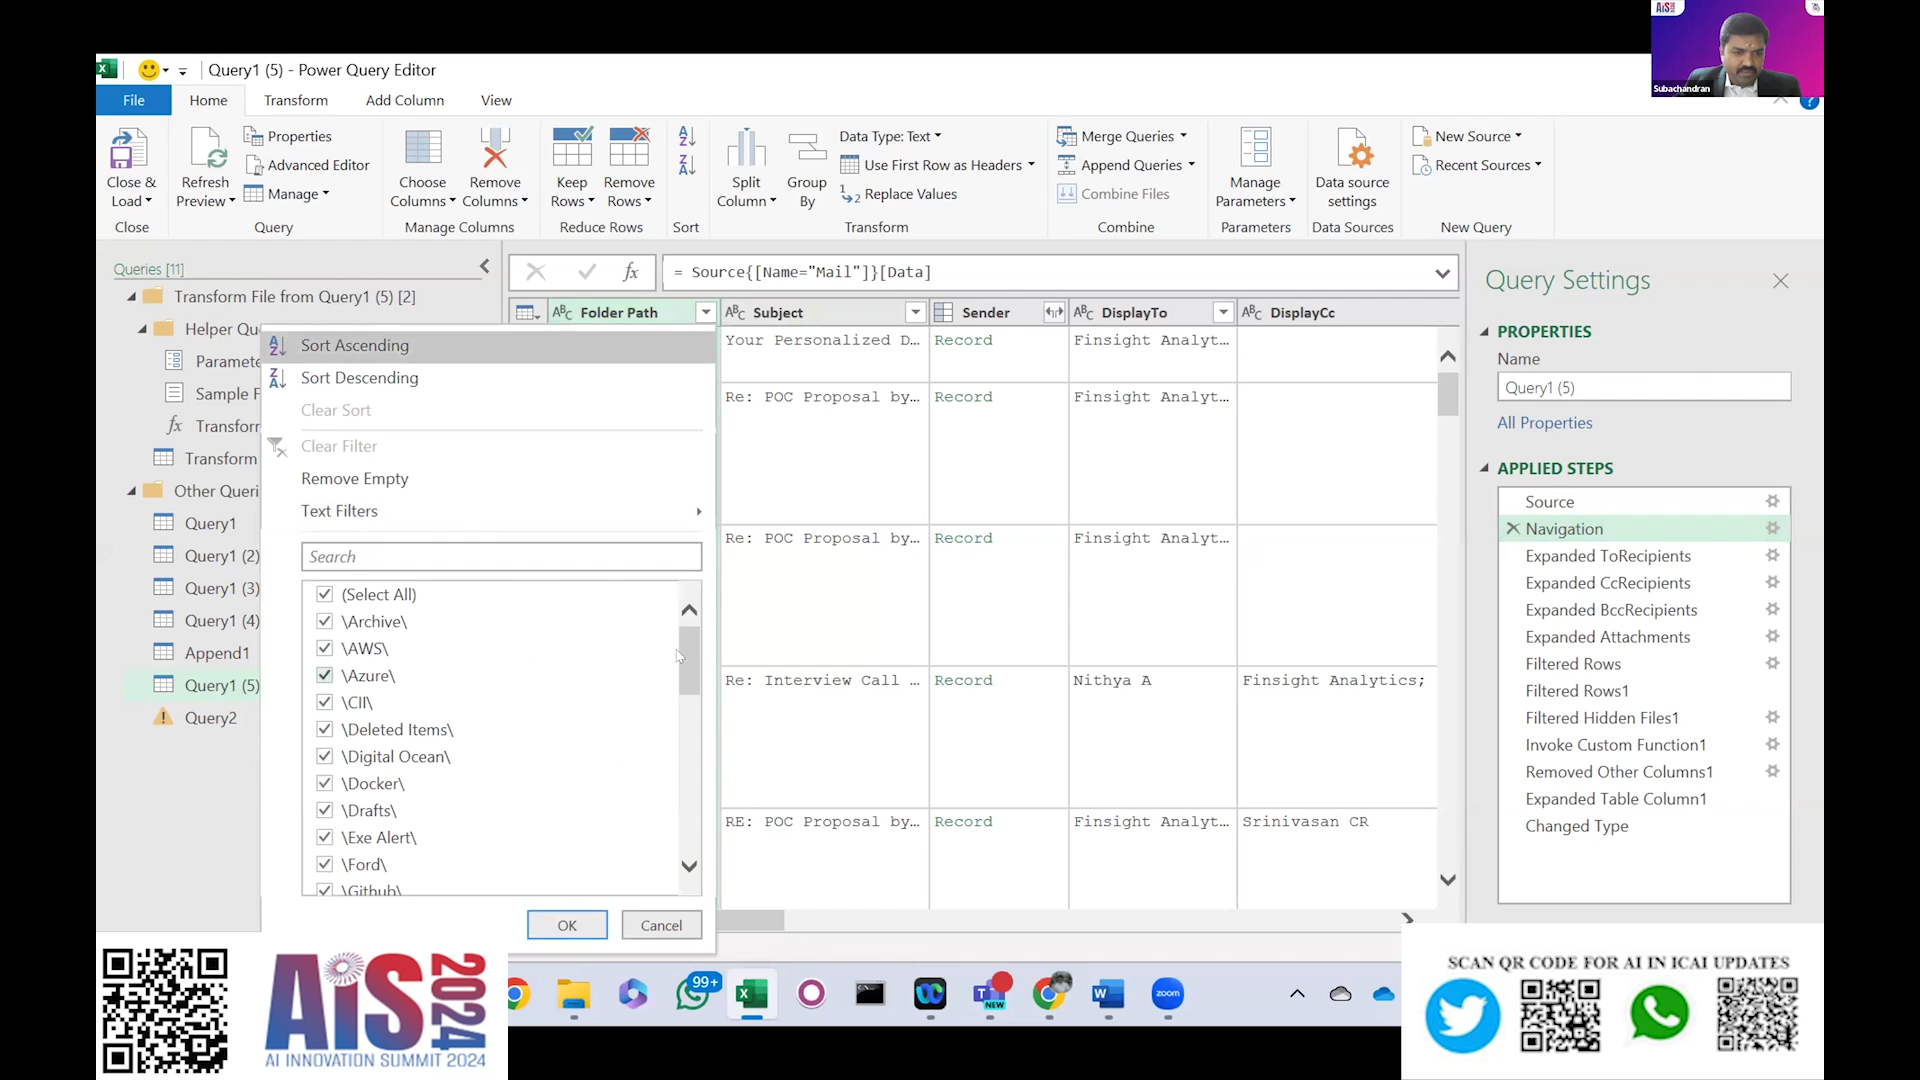 AiS
Subachandran
Query1 (5) - Power Query Editor
File
Home
Transform
Add Column
View
?
Close &
Load
Close
Refresh
Preview
Properties
Advanced Editor
Manage
Query
Choose
Columns
Remove
Columns
Manage Columns
Keep
Rows
Remove
Rows
Reduce Rows
Sort
Split
Column
Group
By
Data Type: Text
Use First Row as Headers
Replace Values
Transform
Merge Queries
Append Queries
Combine Files
Combine
Manage
Parameters
Parameters
Data source
settings
Data Sources
New Source
Recent Sources
New Query
Queries [11]
Transform File from Query1 (5) [2]
Helper Qu
Paramete
Sample F
fx Transforr
Transform
Other Queri
Query1
Query1 (2)
Query1 (3)
Query1 (4)
Append1
Query1 (5)
Query2
fx
= Source{[Name="Mail"]}[Data]
Folder Path
Subject
Sender
DisplayTo
DisplayCc
Your Personalized D... Record Finsight Analyt...
Re: POC Proposal by... Record Finsight Analyt...
Re: POC Proposal by... Record Finsight Analyt...
Re: Interview Call ... Record Nithya A Finsight Analytics;
RE: POC Proposal by... Record Finsight Analyt... Srinivasan CR
Sort Ascending
Sort Descending
Clear Sort
Clear Filter
Remove Empty
Text Filters
Search
(Select All)
\Archive\
\AWS\
\Azure\
\CII\
\Deleted Items\
\Digital Ocean\
\Docker\
\Drafts\
\Exe Alert\
\Ford\
\Github\
OK
Cancel
Query Settings
PROPERTIES
Name
Query1 (5)
All Properties
APPLIED STEPS
Source
Navigation
Expanded ToRecipients
Expanded CcRecipients
Expanded BccRecipients
Expanded Attachments
Filtered Rows
Filtered Rows1
Filtered Hidden Files1
Invoke Custom Function1
Removed Other Columns1
Expanded Table Column1
Changed Type
AiS 2024
AI INNOVATION SUMMIT 2024
99+
NEW
W
zoom
SCAN QR CODE FOR AI IN ICAI UPDATES